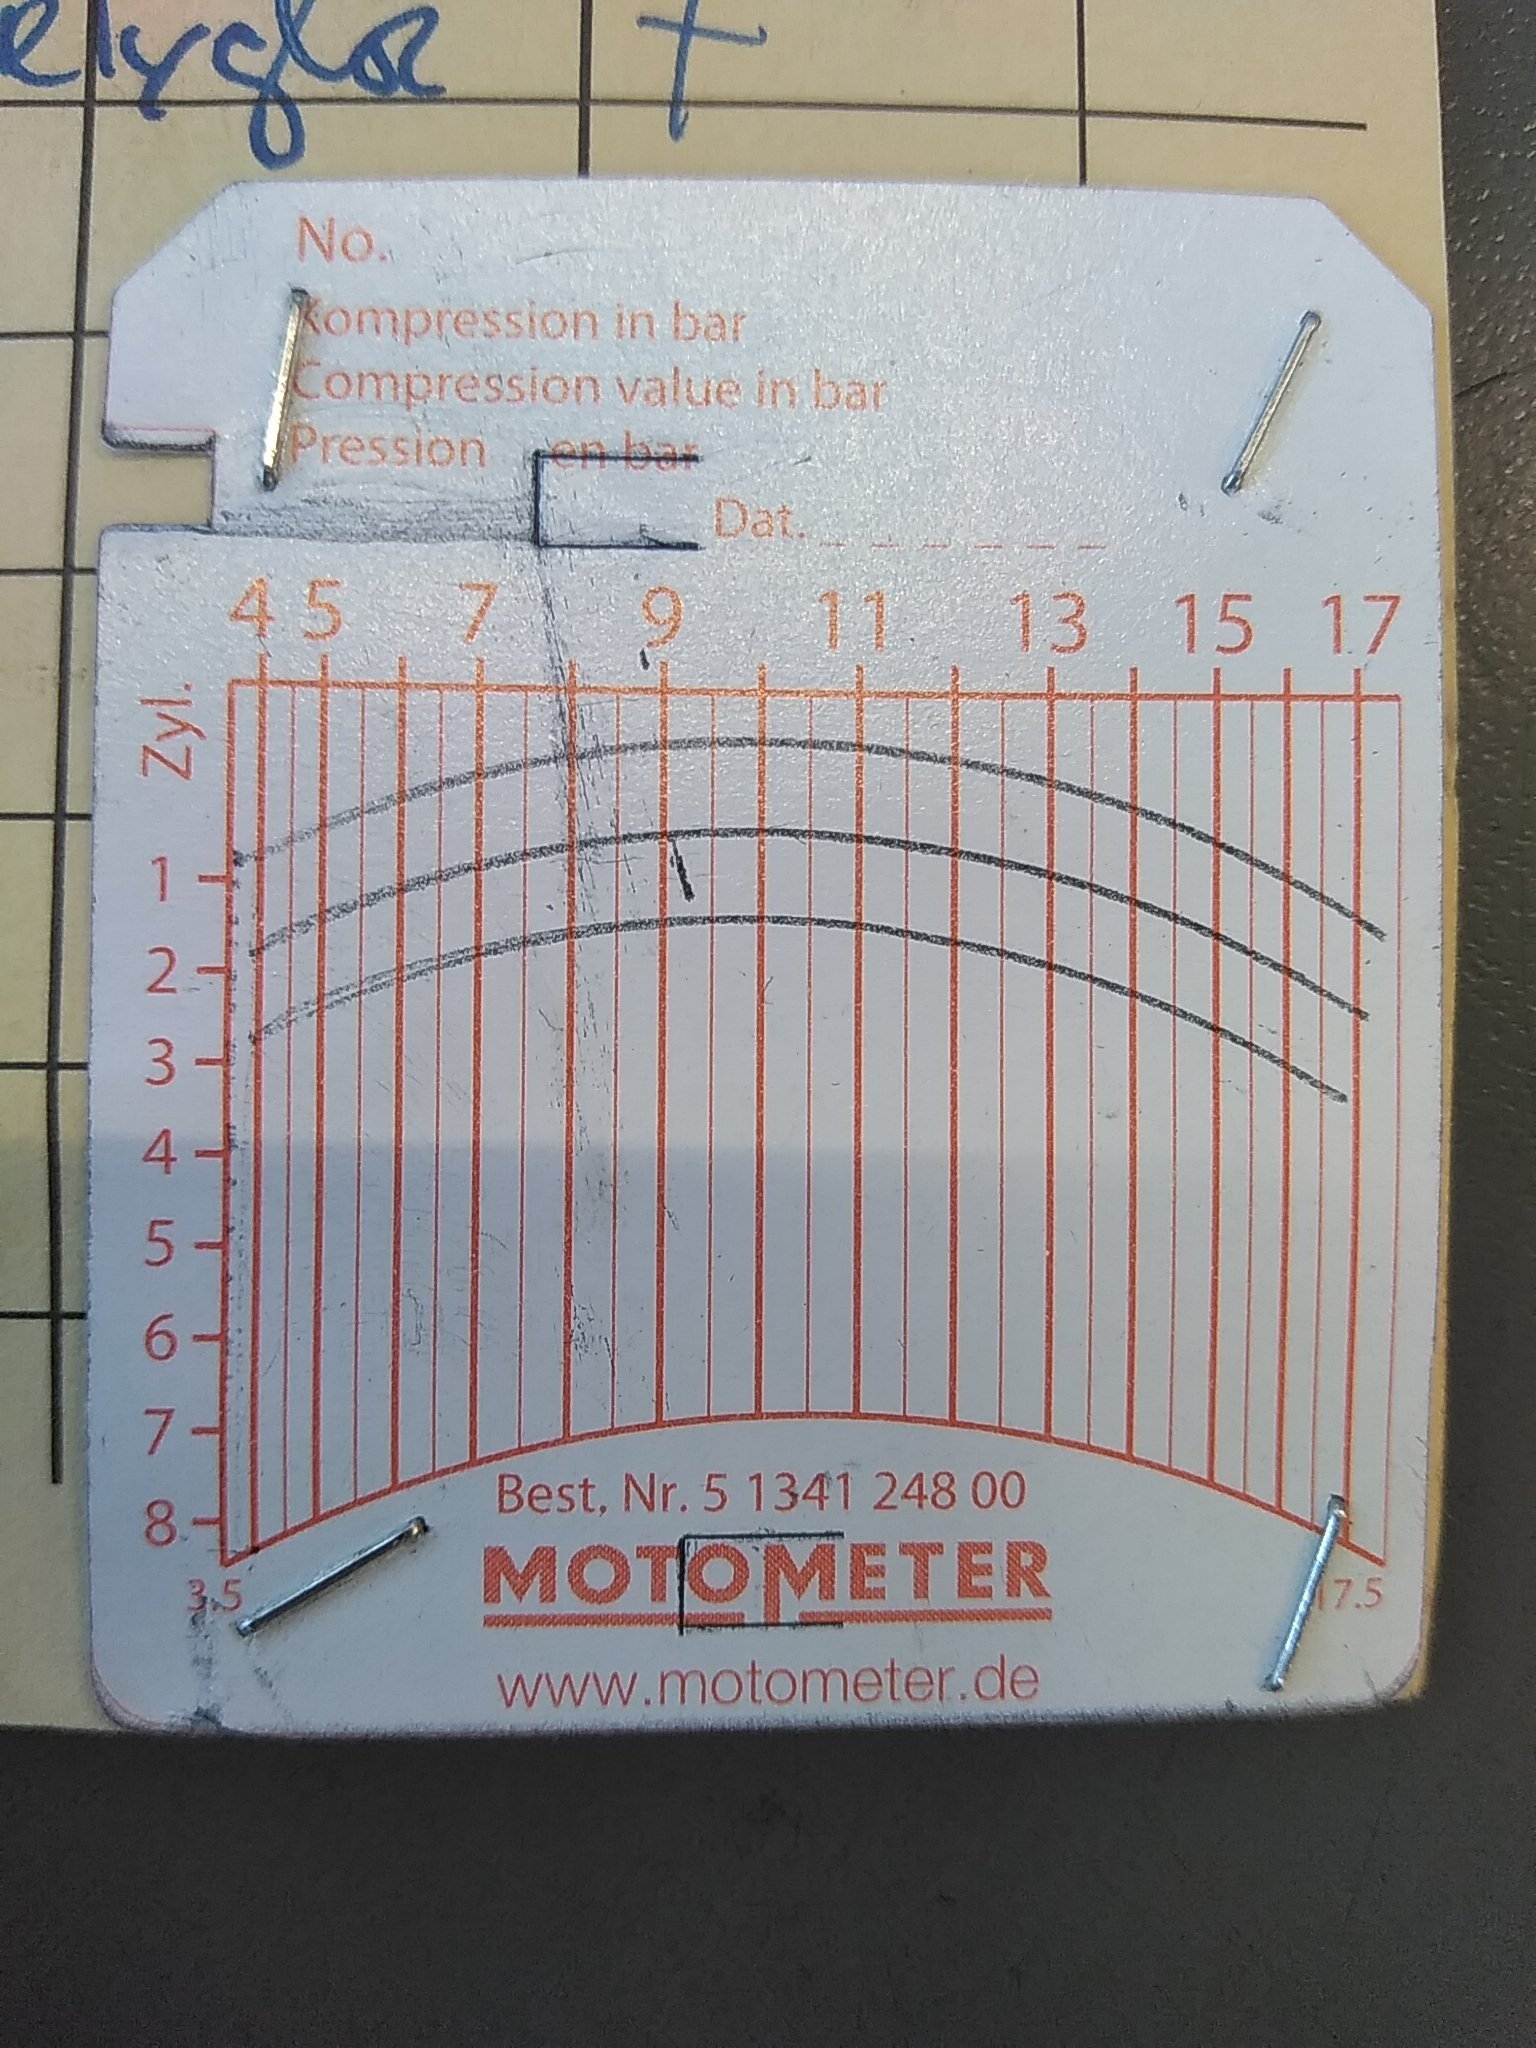 No.
Kompression in bar
Compression value in bar
Pression en bar
Dat. _ _ _ _ _ _
4 5 7 9 11 13 15 17
Zyl.
1
2
3
4
5
6
7
8
3.5
17.5
Best. Nr. 5 1341 248 00
MOTOMETER
www.motometer.de